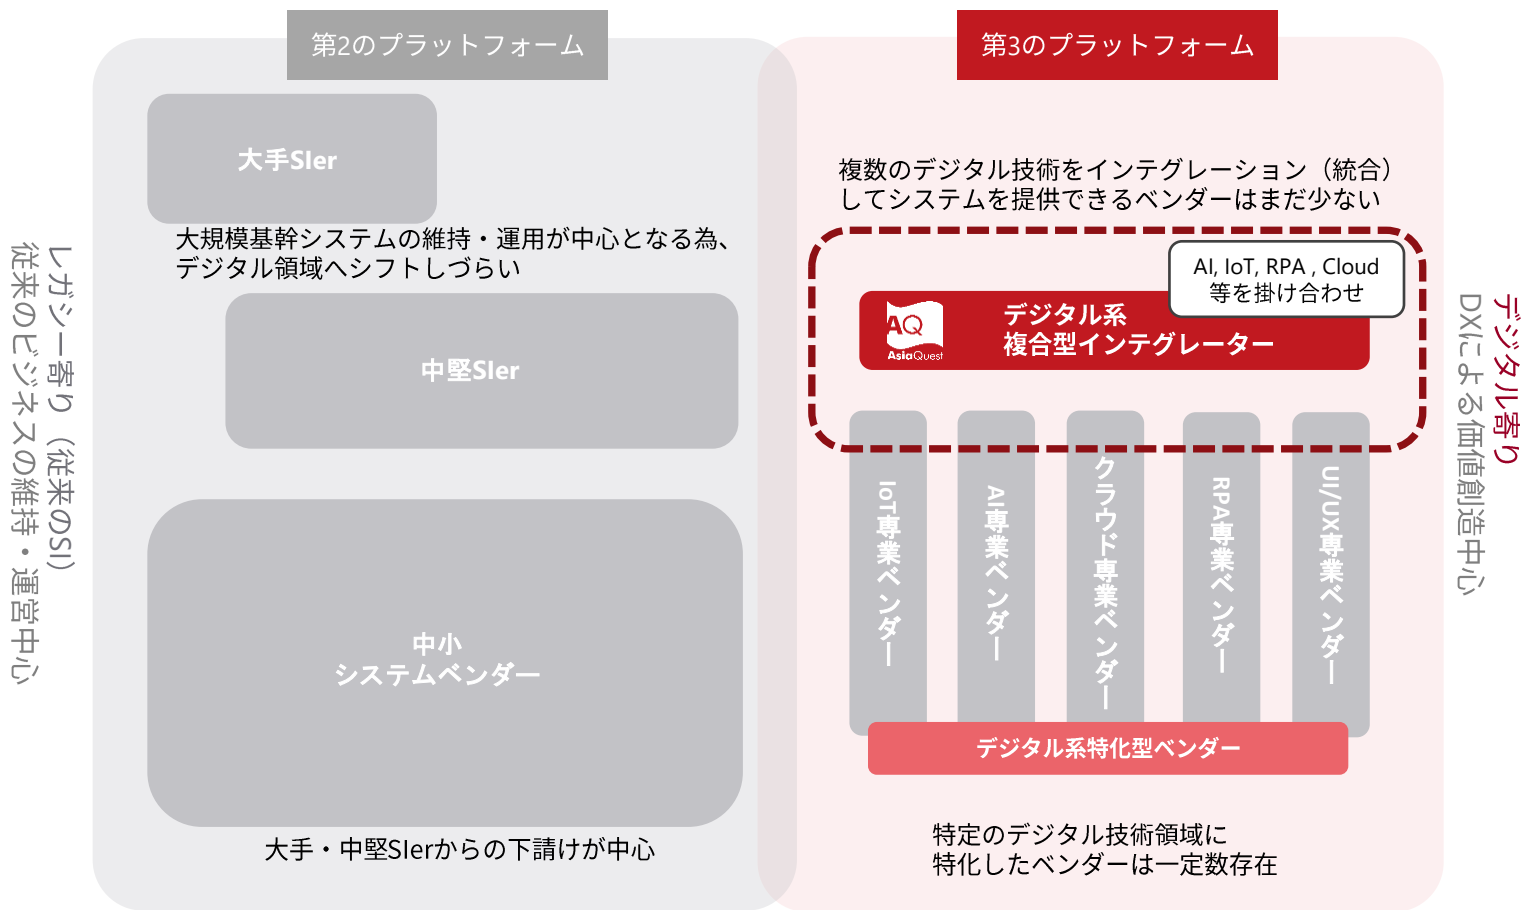 第2のプラットフォーム
大手SIer
大規模基幹システムの維持・運用が中心となる為、
デジタル領域へシフトしづらい
中堅SIer
中小
システムベンダー
大手・中堅SIerからの下請けが中心
レガシー寄り（従来のSI）
従来のビジネスの維持・運営中心
第3のプラットフォーム
複数のデジタル技術をインテグレーション（統合）
してシステムを提供できるベンダーはまだ少ない
AI, IoT, RPA , Cloud
等を掛け合わせ
AQ
AsiaQuest
デジタル系
複合型インテグレーター
IoT専業ベンダー
AI専業ベンダー
クラウド専業ベンダー
RPA専業ベンダー
UI/UX専業ベンダー
デジタル系特化型ベンダー
特定のデジタル技術領域に
特化したベンダーは一定数存在
デジタル寄り
DXによる価値創造中心